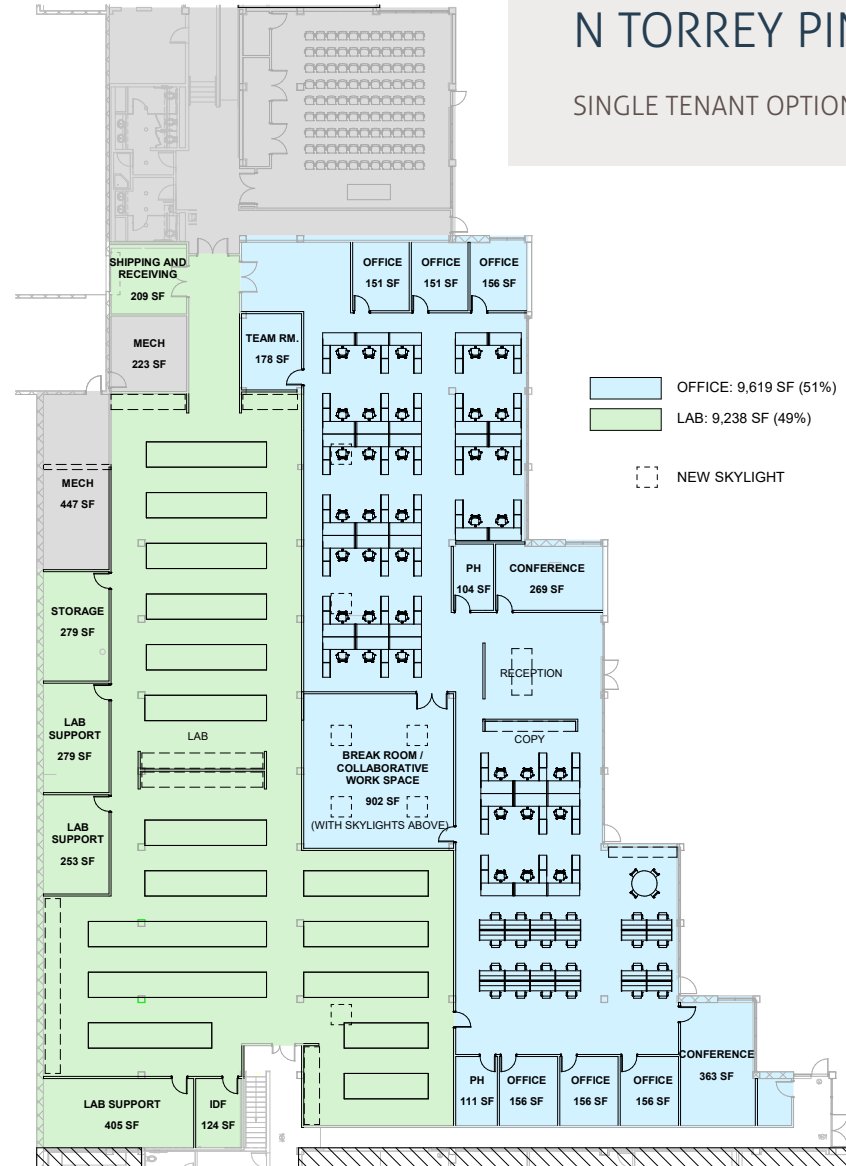 N TORREY PIN
SINGLE TENANT OPTION
SHIPPING AND
RECEIVING
209 SF
OFFICE
151 SF
OFFICE
151 SF
OFFICE
156 SF
MECH
223 SF
TEAM RM.
178 SF
OFFICE: 9,619 SF (51%)
LAB: 9,238 SF (49%)
NEW SKYLIGHT
MECH
447 SF
PH
104 SF
CONFERENCE
269 SF
STORAGE
279 SF
RECEPTION
LAB
SUPPORT
279 SF
LAB
COPY
BREAK ROOM /
COLLABORATIVE
WORK SPACE
902 SF
(WITH SKYLIGHTS ABOVE)
LAB
SUPPORT
253 SF
CONFERENCE
363 SF
PH
111 SF
OFFICE
156 SF
OFFICE
156 SF
OFFICE
156 SF
LAB SUPPORT
405 SF
IDF
124 SF